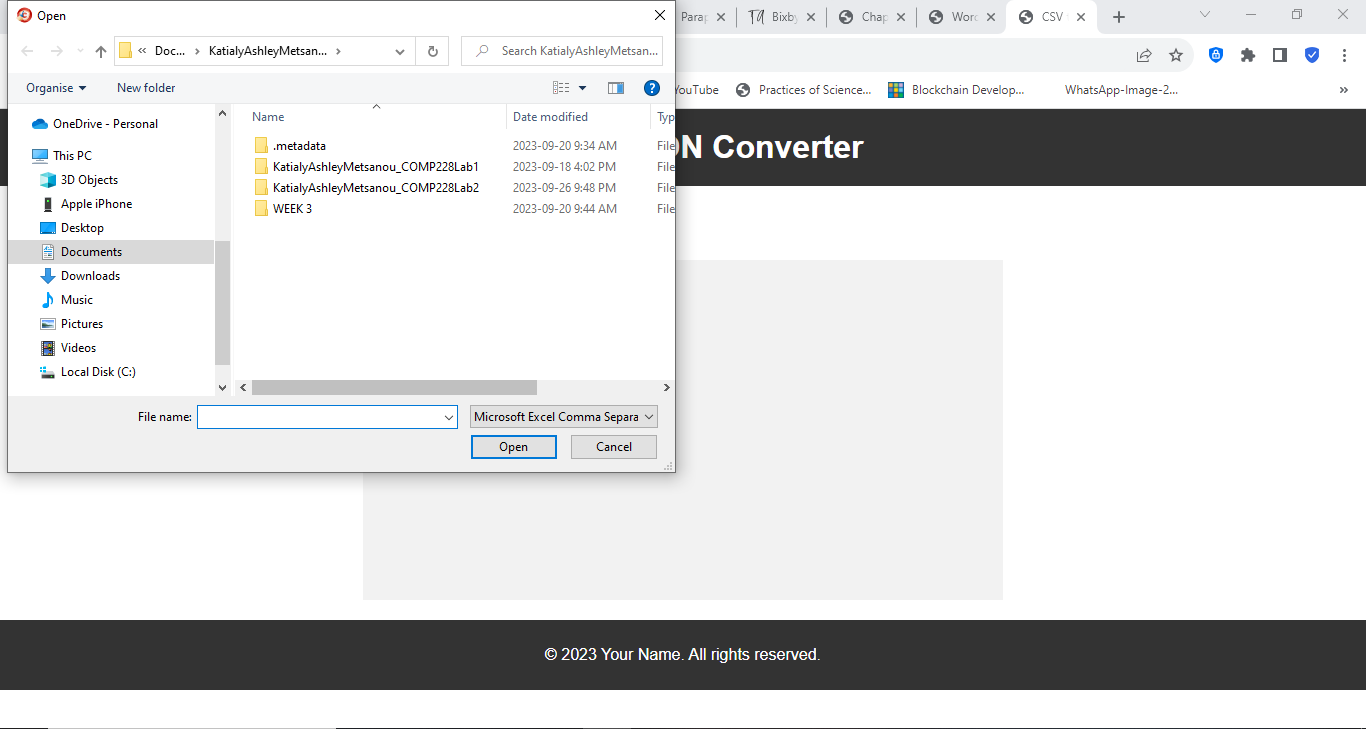 Open
Parap
Bixby
Chap
Word
CSV
« Doc... > KatialyAshleyMetsan... >
Search KatialyAshleyMetsan...
Organise
New folder
YouTube
Practices of Science...
Blockchain Develop...
WhatsApp-Image-2...
»
OneDrive - Personal
This PC
3D Objects
Apple iPhone
Desktop
Documents
Downloads
Music
Pictures
Videos
Local Disk (C:)
Name Date modified Typ
.metadata 2023-09-20 9:34 AM File
KatialyAshleyMetsanou_COMP228Lab1 2023-09-18 4:02 PM File
KatialyAshleyMetsanou_COMP228Lab2 2023-09-26 9:48 PM File
WEEK 3 2023-09-20 9:44 AM File
ON Converter
File name:
Microsoft Excel Comma Separa
Open
Cancel
© 2023 Your Name. All rights reserved.